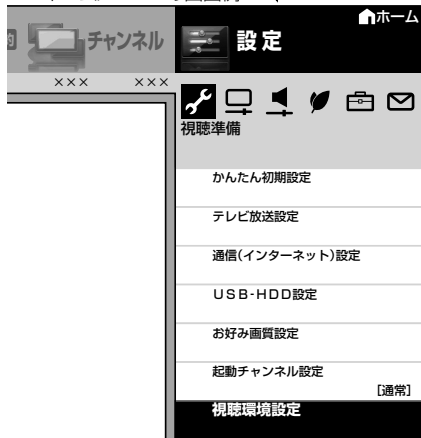 ホーム
チャンネル
設定
××× ×××
視聴準備
かんたん初期設定
テレビ放送設定
通信(インターネット)設定
USB-HDD設定
お好み画質設定
起動チャンネル設定
[通常]
視聴環境設定